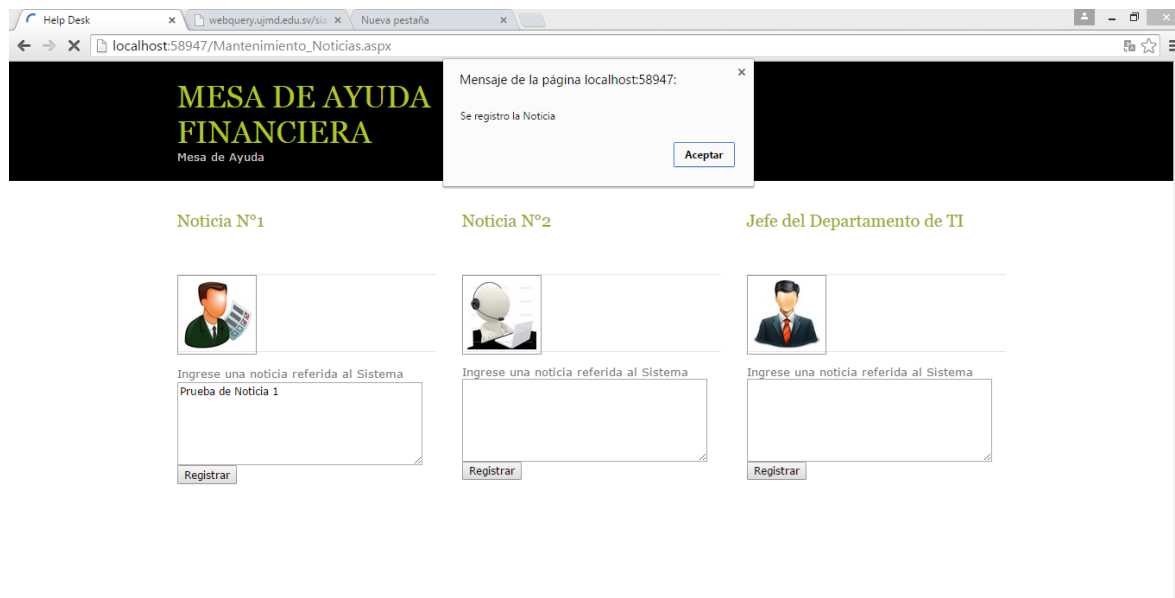 Help Desk
webquery.ujmd.edu.sv/sia
Nueva pestaña
localhost:58947/Mantenimiento_Noticias.aspx
Mensaje de la página localhost:58947:
Se registro la Noticia
Aceptar
MESA DE AYUDA
FINANCIERA
Mesa de Ayuda
Noticia N°1
Noticia N°2
Jefe del Departamento de TI
Ingrese una noticia referida al Sistema
Ingrese una noticia referida al Sistema
Ingrese una noticia referida al Sistema
Prueba de Noticia 1
Registrar
Registrar
Registrar